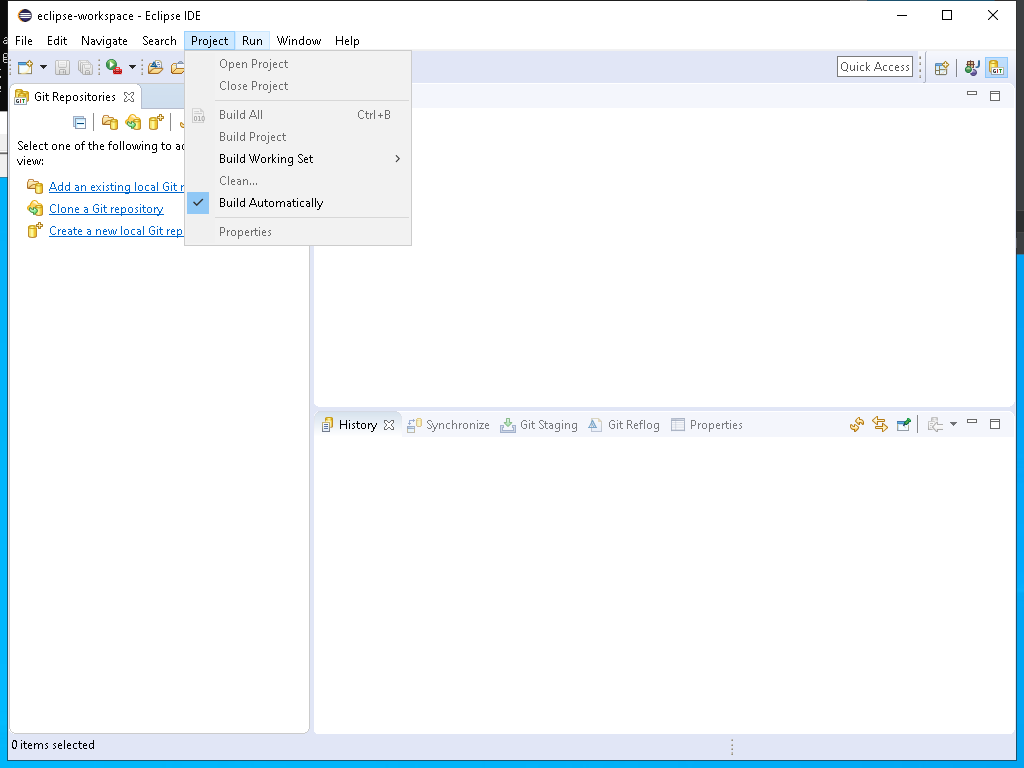 eclipse-workspace - Eclipse IDE
File Edit Navigate Search Project Run Window Help
Open Project
Close Project
Build All Ctrl+B
Build Project
Build Working Set
Clean...
Build Automatically
Properties
Quick Access
GIT
Git Repositories
Select one of the following to ad
view:
Add an existing local Git r
Clone a Git repository
Create a new local Git rep
History Synchronize Git Staging Git Reflog Properties
0 items selected